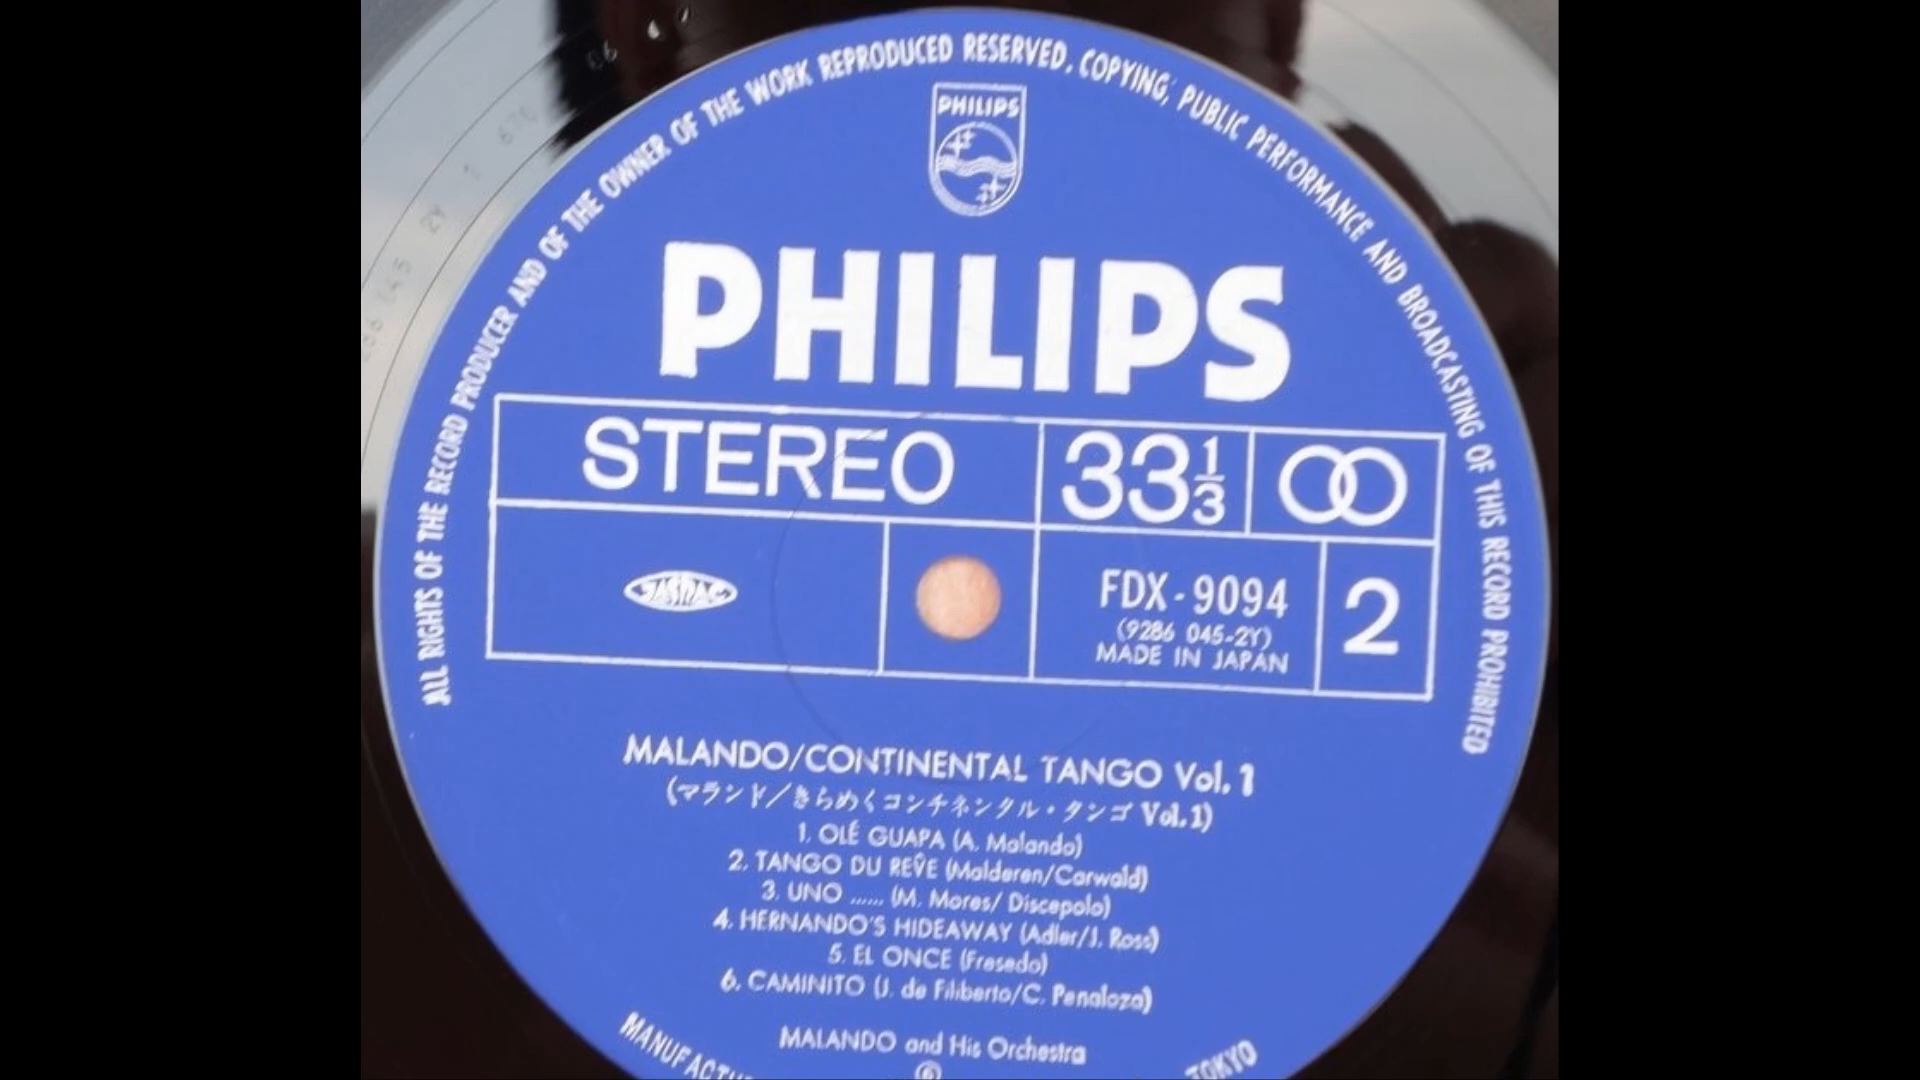 ALL RIGHTS OF THE RECORD PRODUCER AND OF THE OWNER OF THE WORK REPRODUCED RESERVED. COPYING, PUBLIC PERFORMANCE AND BROADCASTING OF THIS RECORD PROHIBITED
PHILIPS
PHILIPS
STEREO 33 1/3
JASRAC
FDX-9094 2
(9286 045-2Y)
MADE IN JAPAN
MALANDO/CONTINENTAL TANGO Vol. 1
(マランド/きらめくコンチネンタル・タンゴ Vol.1)
1. OLÉ GUAPA (A. Malando)
2. TANGO DU REṼE (Malderen/Carwald)
3. UNO ...... (M. Mores/ Discepolo)
4. HERNANDO'S HIDEAWAY (Adler/J. Ross)
5. EL ONCE (Fresedo)
6. CAMINITO (J. de Filiberto/C. Penaloza)
MALANDO and His Orchestra
TOKYO